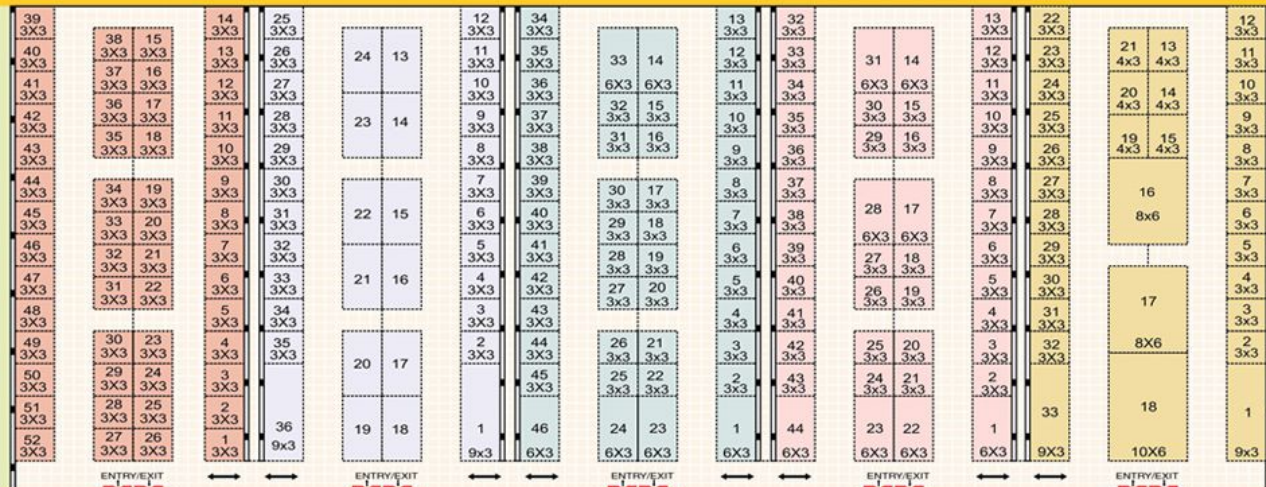 39
3X3
40
3X3
41
3X3
42
3X3
43
3X3
44
3X3
45
3X3
46
3X3
47
3X3
48
3X3
49
3X3
50
3X3
51
3X3
52
3X3
38 15
3X3 3X3
37 16
3X3 3X3
36 17
3X3 3X3
35 18
3X3 3X3
34 19
3X3 3X3
33 20
3X3 3X3
32 21
3X3 3X3
31 22
3X3 3X3
30 23
3X3 3X3
29 24
3X3 3X3
28 25
3X3 3X3
27 26
3X3 3X3
ENTRY/EXIT
14
3X3
13
3X3
12
3X3
11
3X3
10
3X3
9
3X3
8
3X3
7
3X3
6
3X3
5
3X3
4
3X3
3
3X3
2
3X3
1
3X3
25
3X3
26
3X3
27
3X3
28
3X3
29
3X3
30
3X3
31
3X3
32
3X3
33
3X3
34
3X3
35
3X3
36
9x3
24 13
23 14
22 15
21 16
20 17
19 18
ENTRY/EXIT
12
3X3
11
3X3
10
3X3
9
3X3
8
3X3
7
3X3
6
3X3
5
3X3
4
3X3
3
3X3
2
3X3
1
9x3
34
3X3
35
3X3
36
3X3
37
3X3
38
3X3
39
3X3
40
3X3
41
3X3
42
3X3
43
3X3
44
3X3
45
3X3
46
6X3
33 14
6X3 6X3
32 15
3x3 3x3
31 16
3x3 3x3
30 17
3x3 3x3
29 18
3x3 3x3
28 19
3x3 3x3
27 20
3x3 3x3
26 21
3x3 3x3
25 22
3x3 3x3
24 23
6X3 6X3
ENTRY/EXIT
13
3x3
12
3x3
11
3x3
10
3x3
9
3x3
8
3x3
7
3x3
6
3x3
5
3x3
4
3x3
3
3x3
2
3x3
1
6X3
32
3x3
33
3x3
34
3x3
35
3x3
36
3x3
37
3x3
38
3x3
39
3x3
40
3x3
41
3x3
42
3x3
43
3x3
44
6X3
31 14
6X3 6X3
30 15
3x3 3x3
29 16
3x3 3x3
28 17
6X3 6X3
27 18
3x3 3x3
26 19
3x3 3x3
25 20
3x3 3x3
24 21
3x3 3x3
23 22
6X3 6X3
ENTRY/EXIT
13
3X3
12
3X3
11
3X3
10
3X3
9
3X3
8
3X3
7
3X3
6
3X3
5
3X3
4
3X3
3
3X3
2
3X3
1
6X3
22
3X3
23
3X3
24
3X3
25
3X3
26
3X3
27
3X3
28
3X3
29
3X3
30
3X3
31
3X3
32
3X3
33
9X3
21 13
4x3 4x3
20 14
4x3 4x3
19 15
4x3 4x3
16
8x6
17
8X6
18
10X6
ENTRY/EXIT
12
3x3
11
3x3
10
3x3
9
3x3
8
3x3
7
3x3
6
3x3
5
3x3
4
3x3
3
3x3
2
3x3
1
9x3